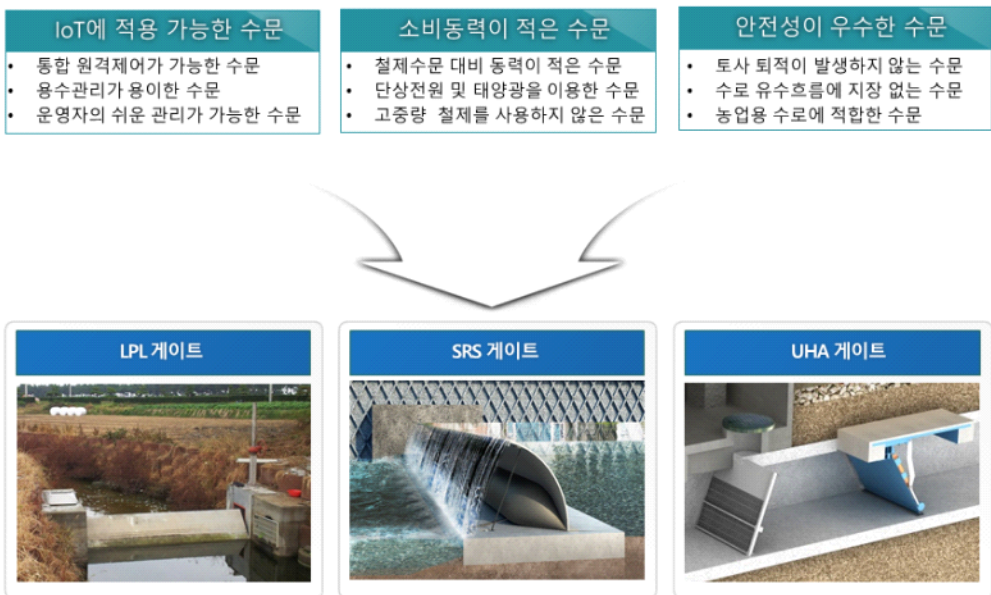 IoT에 적용 가능한 수문
• 통합 원격제어가 가능한 수문
• 용수관리가 용이한 수문
• 운영자의 쉬운 관리가 가능한 수문
소비동력이 적은 수문
• 철제수문 대비 동력이 적은 수문
• 단상전원 및 태양광을 이용한 수문
• 고중량 철제를 사용하지 않은 수문
안전성이 우수한 수문
• 토사 퇴적이 발생하지 않는 수문
• 수로 유수흐름에 지장 없는 수문
• 농업용 수로에 적합한 수문
LPL 게이트
SRS 게이트
UHA 게이트